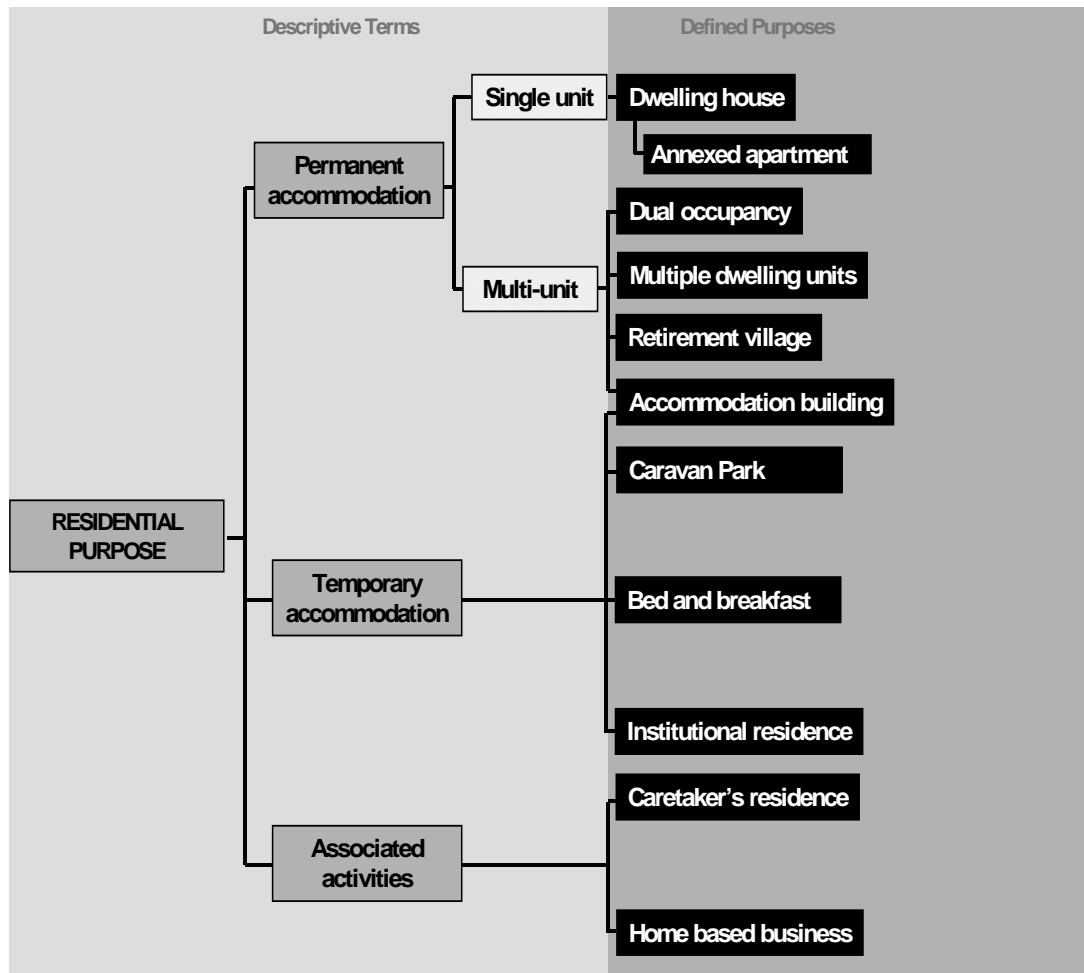 Descriptive Terms
Defined Purposes
Single unit
Dwelling house
Annexed apartment
Permanent
accommodation
Dual occupancy
Multi-unit
Multiple dwelling units
Retirement village
Accommodation building
Caravan Park
RESIDENTIAL
PURPOSE
Temporary
accommodation
Bed and breakfast
Institutional residence
Caretaker’s residence
Associated
activities
Home based business